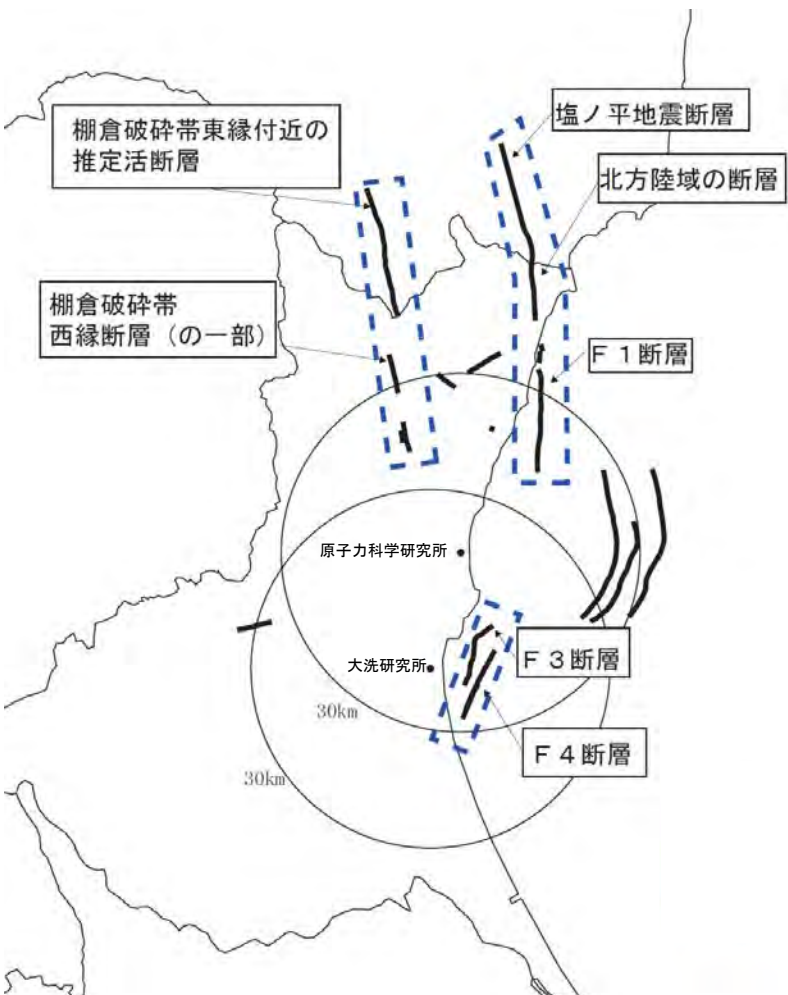 塩ノ平地震断層
棚倉破砕帯東縁付近の
推定活断層
北方陸域の断層
棚倉破砕帯
西縁断層（の一部）
Ｆ１断層
原子力科学研究所
Ｆ３断層
大洗研究所
30km
Ｆ４断層
30km